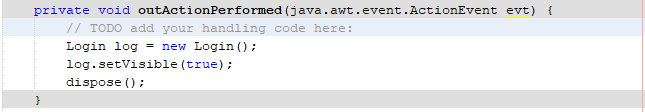 private void outActionPerformed(java.awt.event.ActionEvent evt) {
// TODO add your handling code here:
Login log = new Login();
log.setVisible(true);
dispose();
}